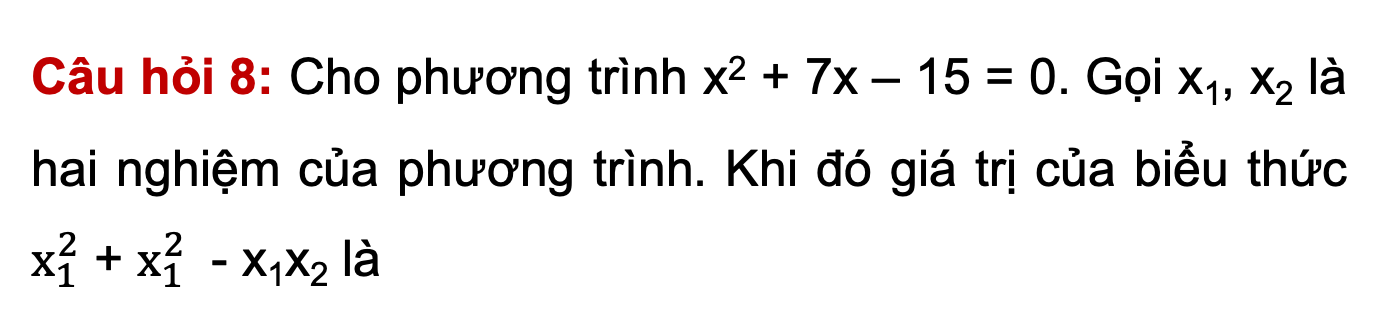 Câu hỏi 8: Cho phương trình x² + 7x – 15 = 0. Gọi x₁, x₂ là
hai nghiệm của phương trình. Khi đó giá trị của biểu thức
x₁² + x₁² - x₁x₂ là